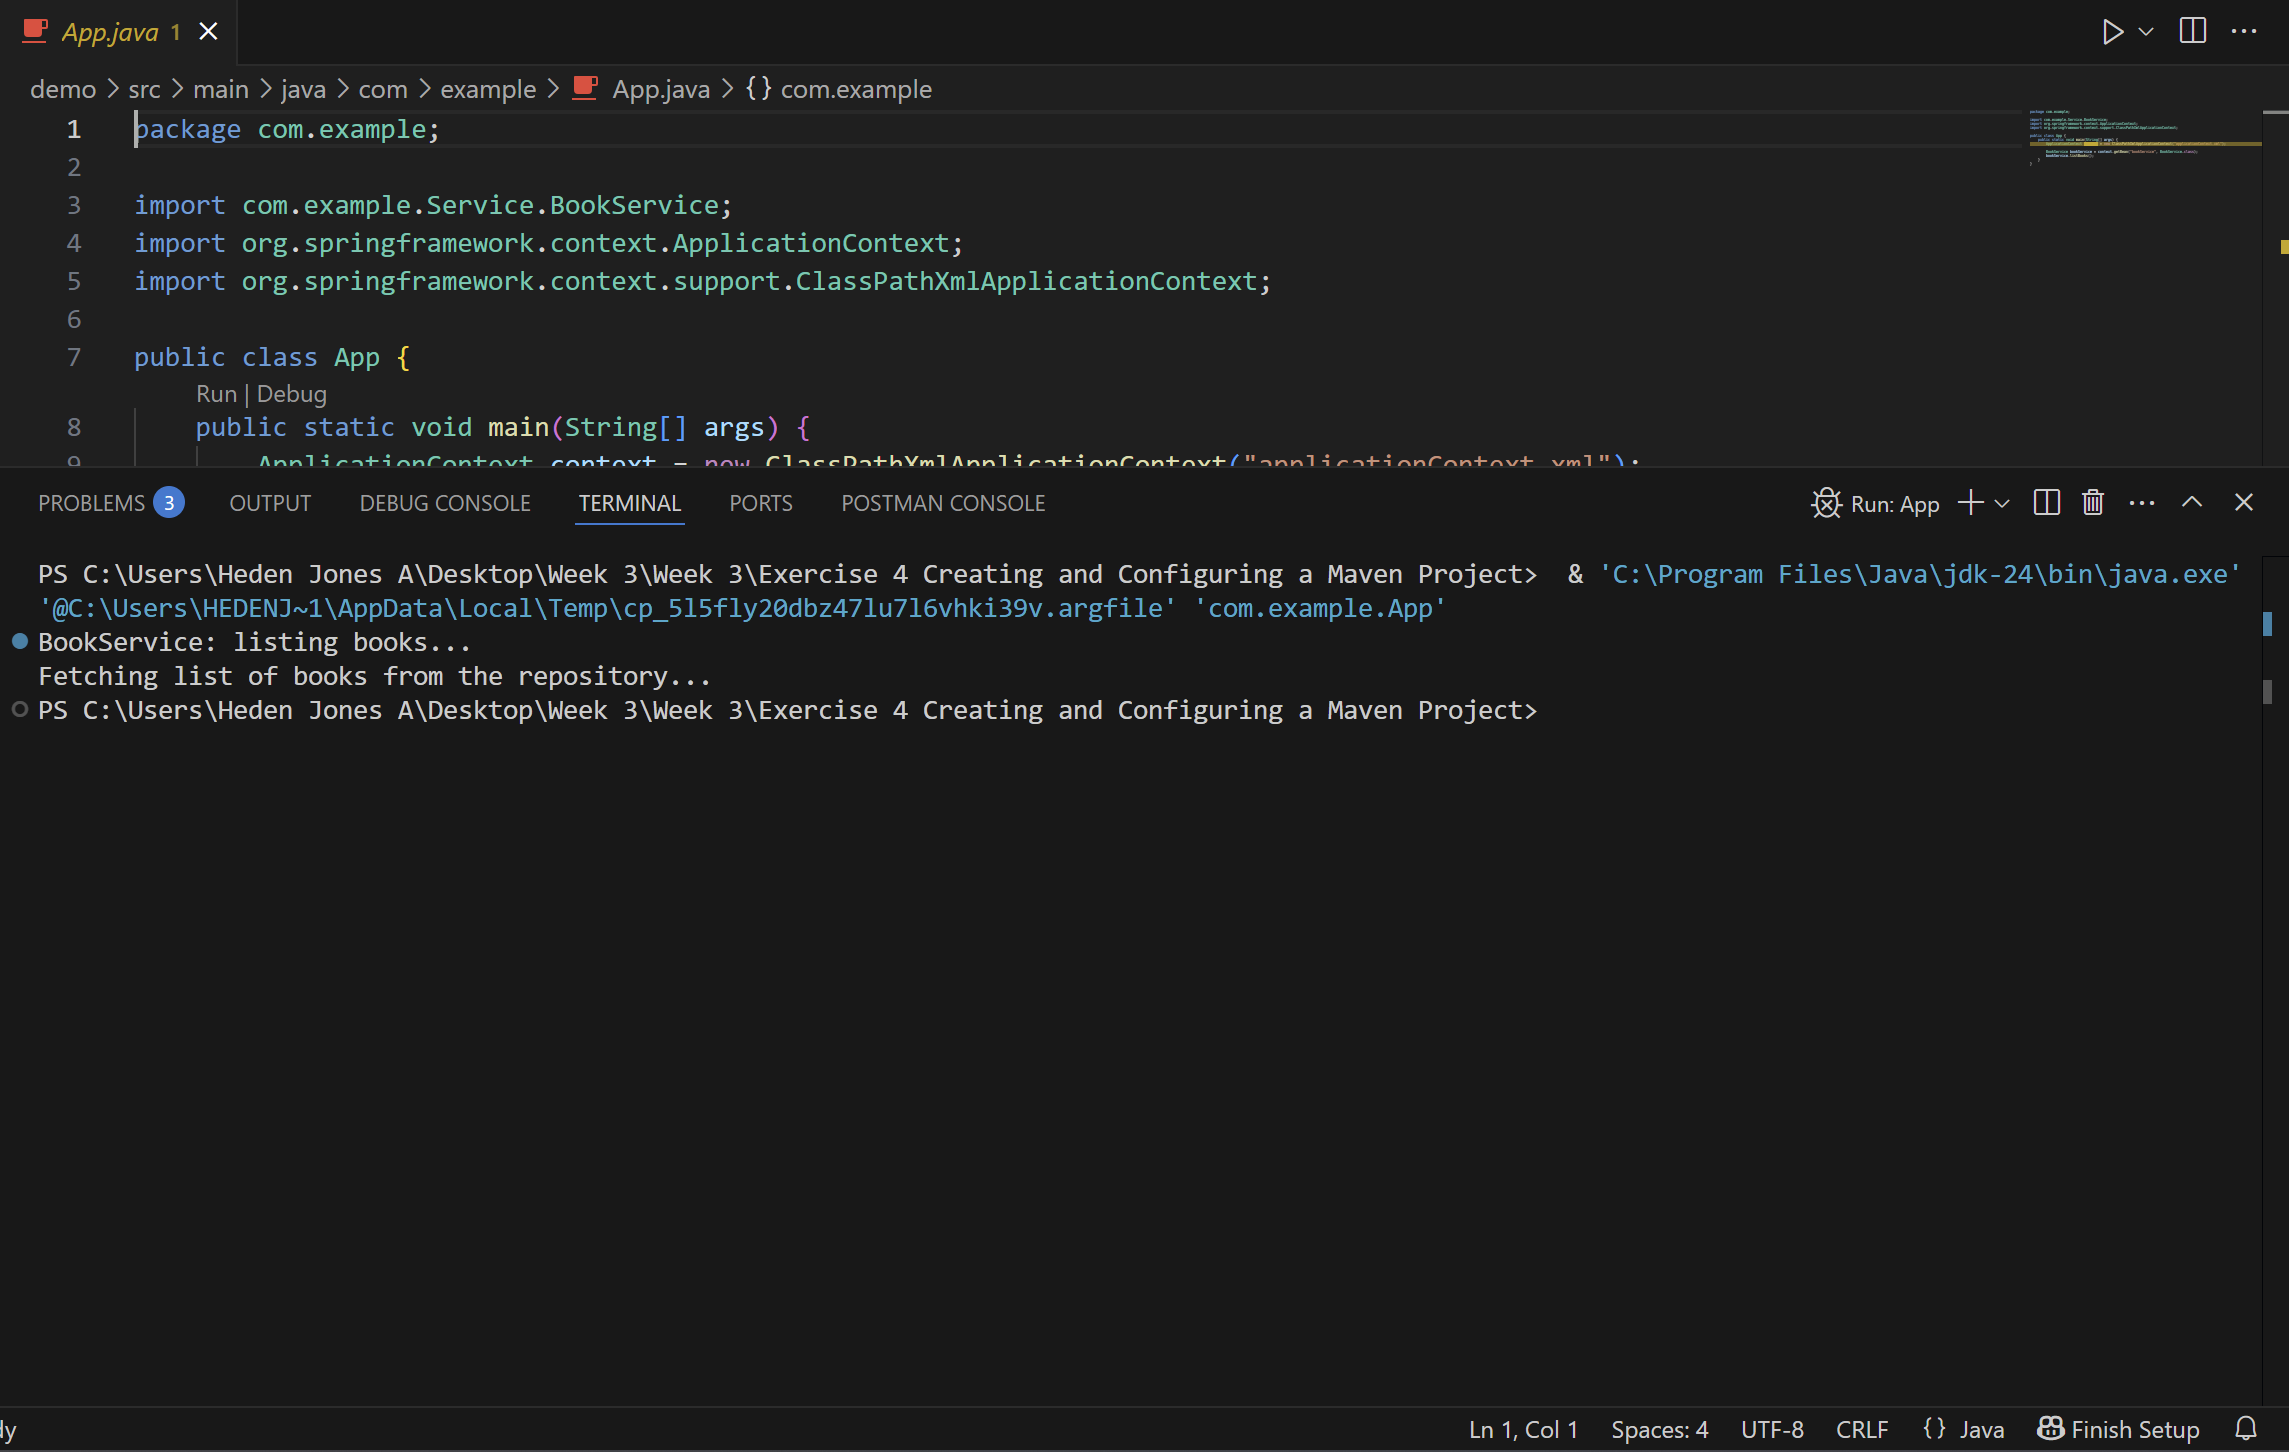 App.java 1
demo > src > main > java > com > example > App.java > {} com.example
1 package com.example;
2
3 import com.example.Service.BookService;
4 import org.springframework.context.ApplicationContext;
5 import org.springframework.context.support.ClassPathXmlApplicationContext;
6
7 public class App {
Run | Debug
8 public static void main(String[] args) {
9 ApplicationContext context = new ClassPathXmlApplicationContext("applicationContext.xml");
PROBLEMS 3 OUTPUT DEBUG CONSOLE TERMINAL PORTS POSTMAN CONSOLE Run: App
PS C:\Users\Heden Jones A\Desktop\Week 3\Week 3\Exercise 4 Creating and Configuring a Maven Project>  & 'C:\Program Files\Java\jdk-24\bin\java.exe'
'@C:\Users\HEDENJ~1\AppData\Local\Temp\cp_5l5fly20dbz47lu7l6vhki39v.argfile' 'com.example.App'
BookService: listing books...
Fetching list of books from the repository...
PS C:\Users\Heden Jones A\Desktop\Week 3\Week 3\Exercise 4 Creating and Configuring a Maven Project>
Ln 1, Col 1 Spaces: 4 UTF-8 CRLF {} Java Finish Setup